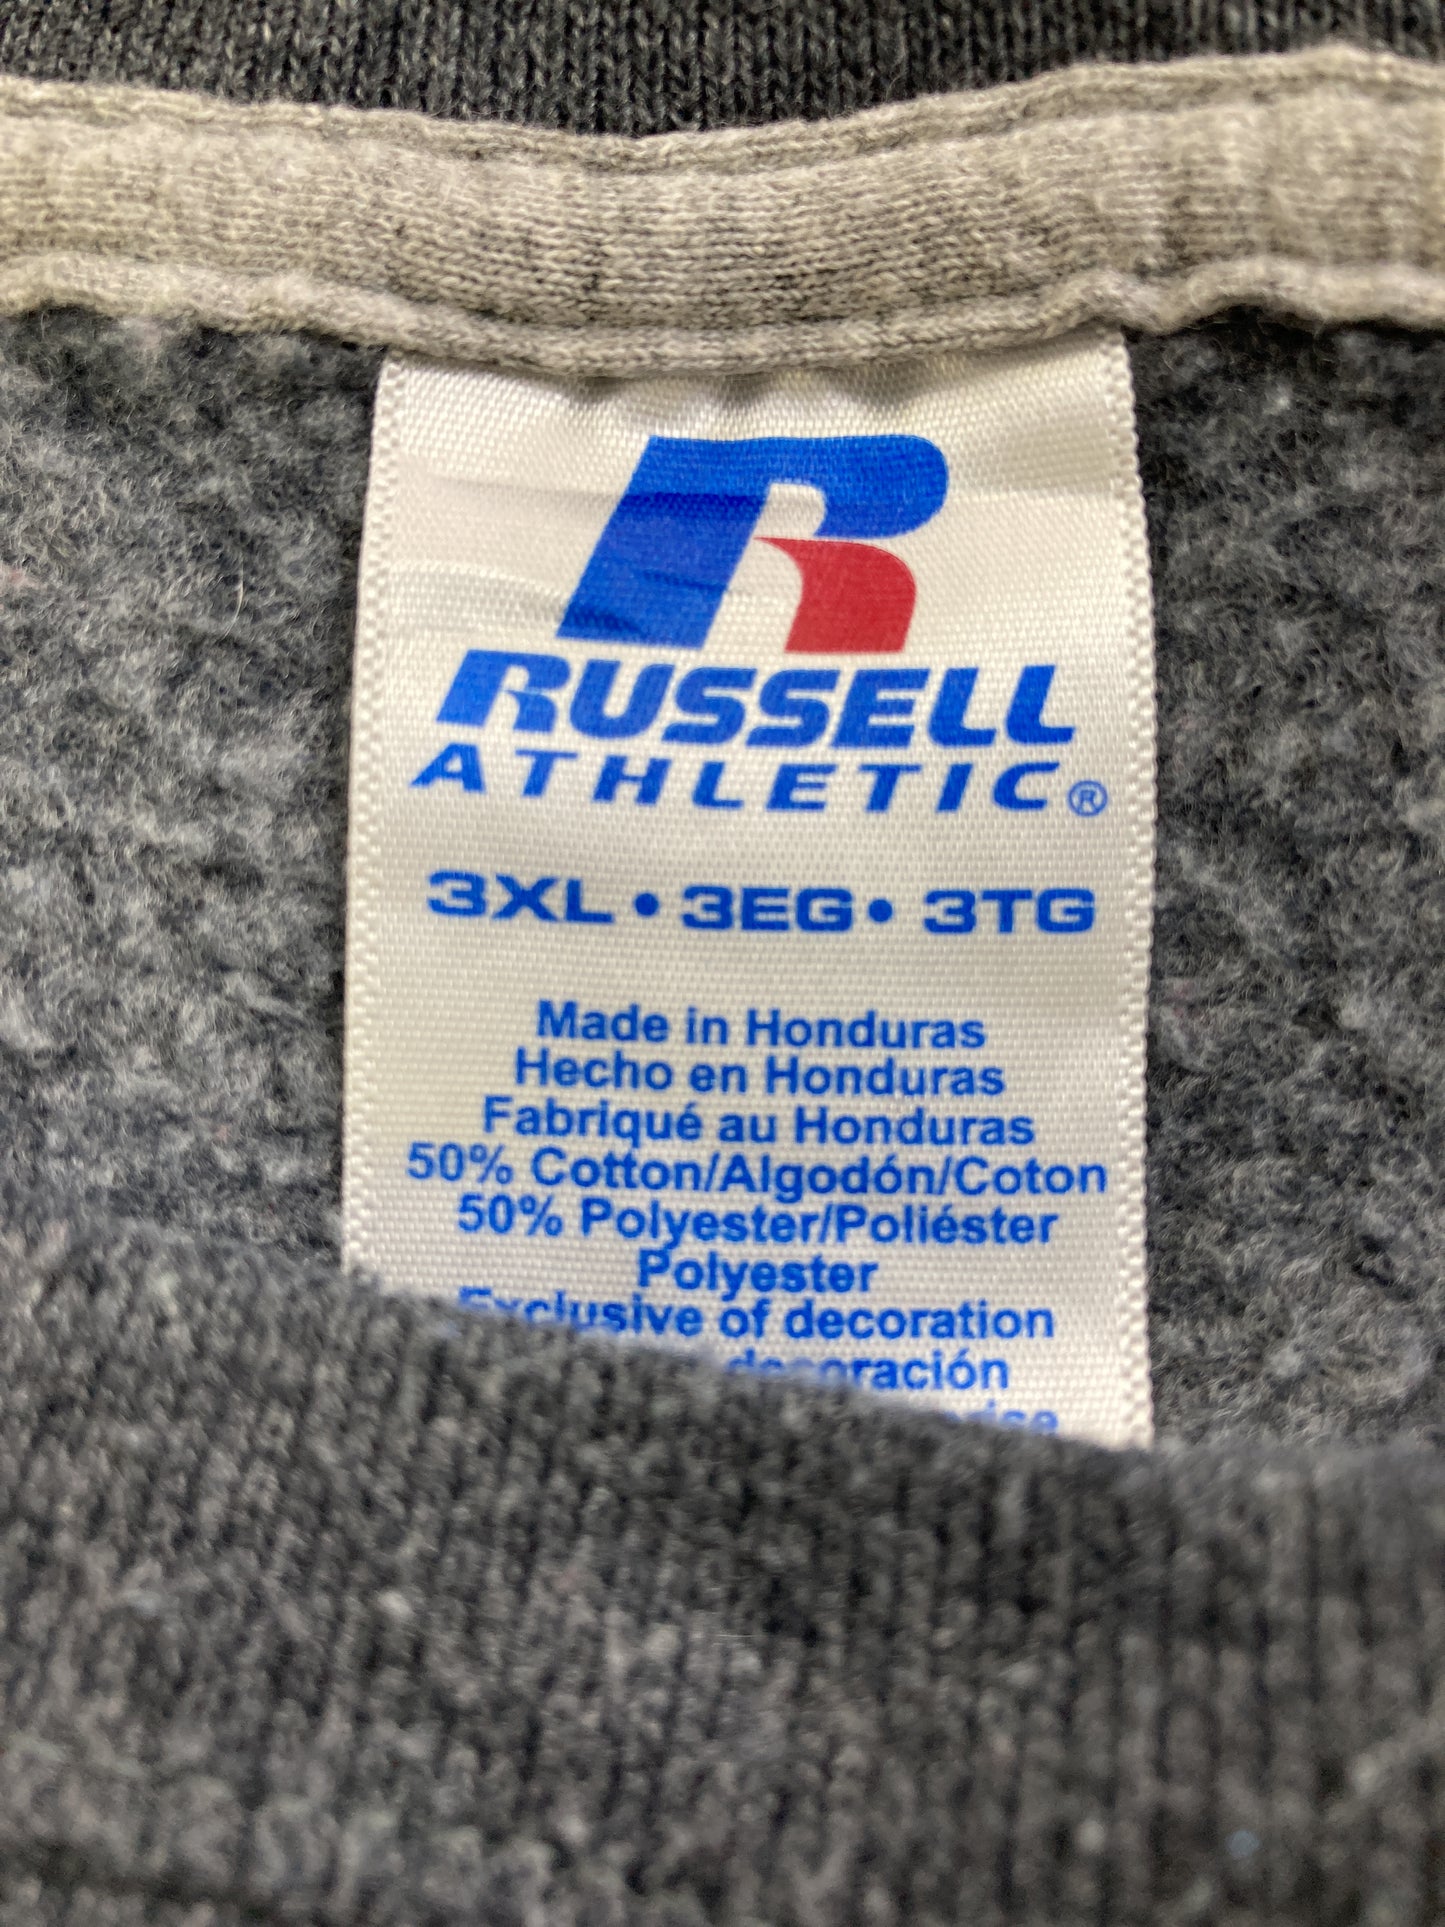 RUSSELL
ATHLETIC®
3XL • 3EG • 3TG
Made in Honduras
Hecho en Honduras
Fabriqué au Honduras
50% Cotton/Algodón/Coton
50% Polyester/Poliéster
Polyester
Exclusive of decoration
decoración